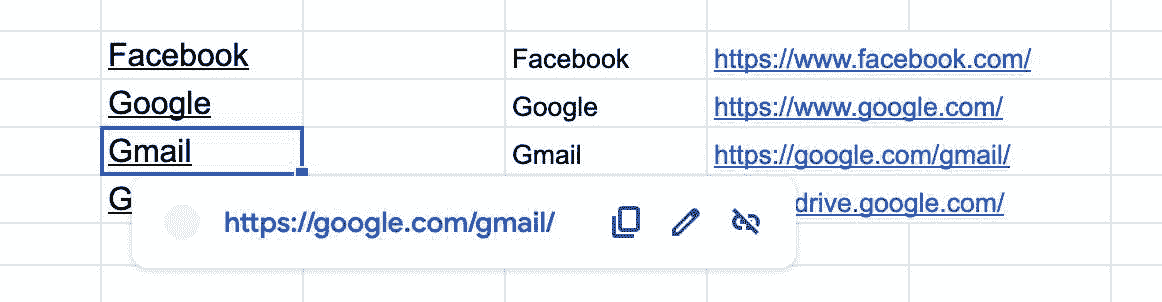 Facebook Facebook https://www.facebook.com/
Google Google https://www.google.com/
Gmail Gmail https://google.com/gmail/
G drive.google.com/
https://google.com/gmail/